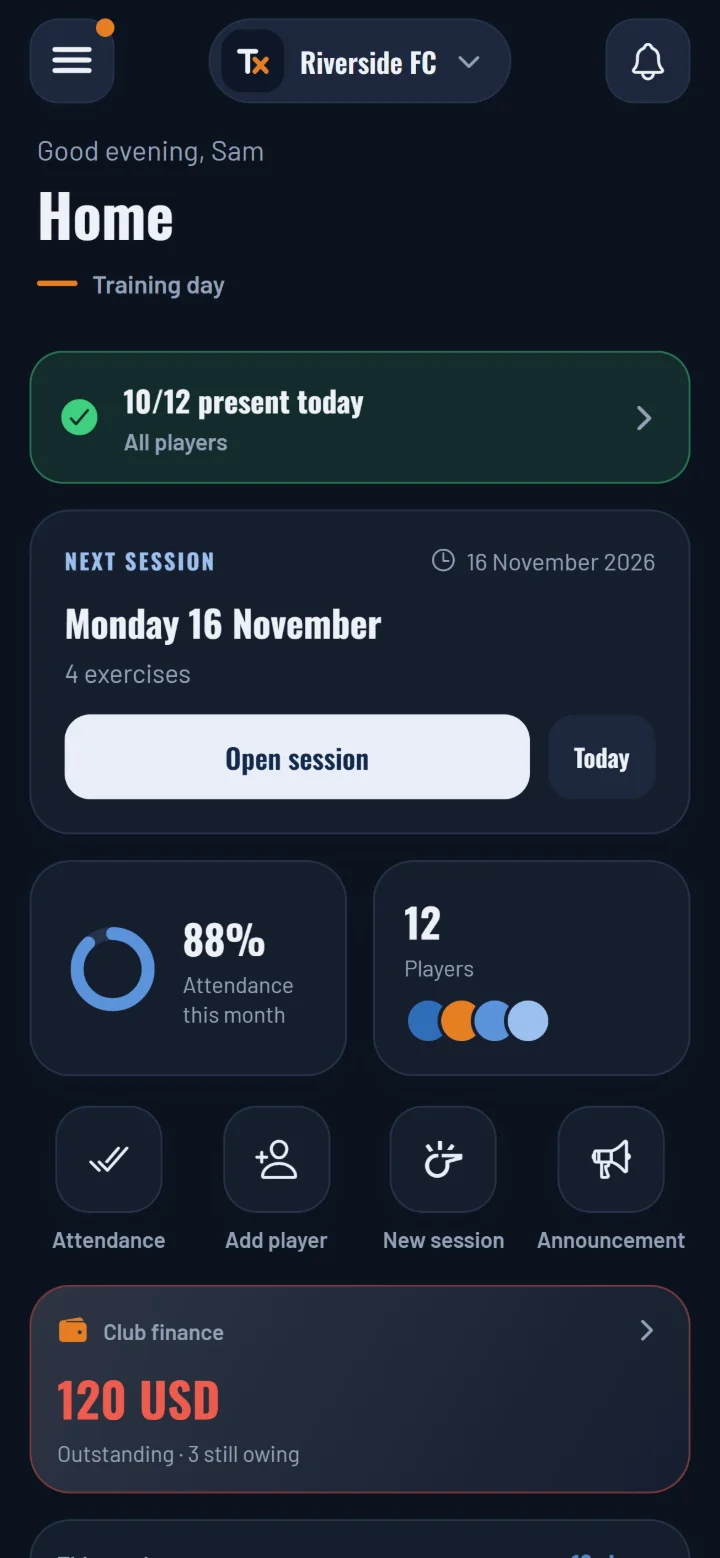 Tx Riverside FC
Good evening, Sam
Home
Training day
10/12 present today
All players
NEXT SESSION
16 November 2026
Monday 16 November
4 exercises
Open session
Today
88%
Attendance
this month
12
Players
Attendance
Add player
New session
Announcement
Club finance
120 USD
Outstanding · 3 still owing